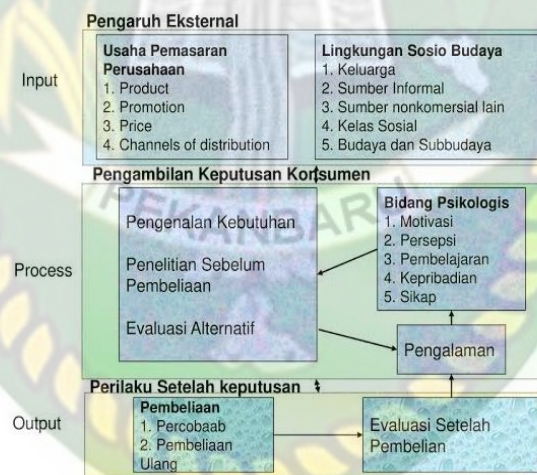 Pengaruh Eksternal
Input
Usaha Pemasaran
Perusahaan
1. Product
2. Promotion
3. Price
4. Channels of distribution
Lingkungan Sosio Budaya
1. Keluarga
2. Sumber Informal
3. Sumber nonkomersial lain
4. Kelas Sosial
5. Budaya dan Subbudaya
Pengambilan Keputusan Konsumen
PEKANBARU
Process
Pengenalan Kebutuhan
Penelitian Sebelum
Pembeliaan
Evaluasi Alternatif
Bidang Psikologis
1. Motivasi
2. Persepsi
3. Pembelajaran
4. Kepribadian
5. Sikap
Pengalaman
Perilaku Setelah keputusan
Output
Pembeliaan
1. Percobaab
2. Pembeliaan
Ulang
Evaluasi Setelah
Pembelian